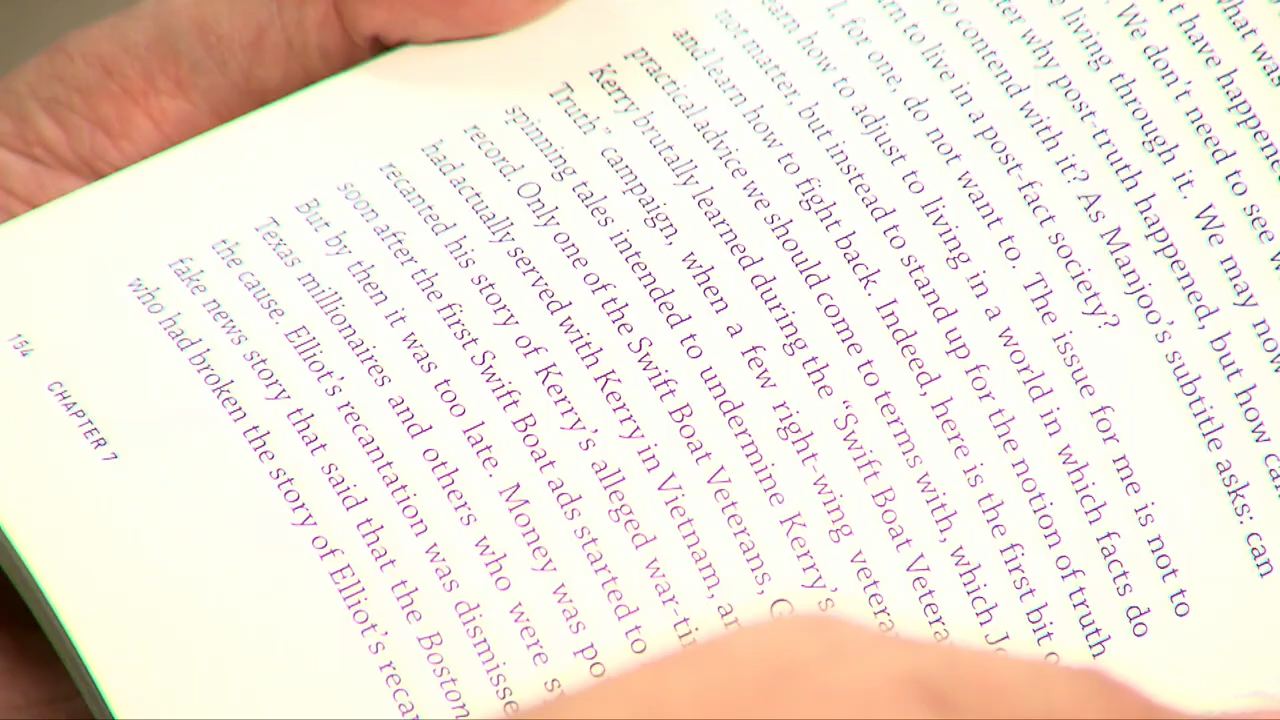 what was
t have happene
We don't need to see w
living through it. We may now
ter why post-truth happened, but how ca
to contend with it? As Manjoo's subtitle asks: can
rn to live in a post-fact society?
I, for one, do not want to. The issue for me is not to
how to adjust to living in a world in which facts do
not matter, but instead to stand up for the notion of truth
and learn how to fight back. Indeed, here is the first bit o
practical advice we should come to terms with, which Jo
Kerry brutally learned during the "Swift Boat Vetera
Truth" campaign, when a few right-wing vetera
spinning tales intended to undermine Kerry's
record. Only one of the Swift Boat Veterans, G
had actually served with Kerry in Vietnam, an
recanted his story of Kerry's alleged war-ti
soon after the first Swift Boat ads started to
But by then it was too late. Money was po
Texas millionaires and others who were sy
the cause. Elliot's recantation was dismisse
fake news story that said that the Boston
who had broken the story of Elliot's reca
154 CHAPTER 7